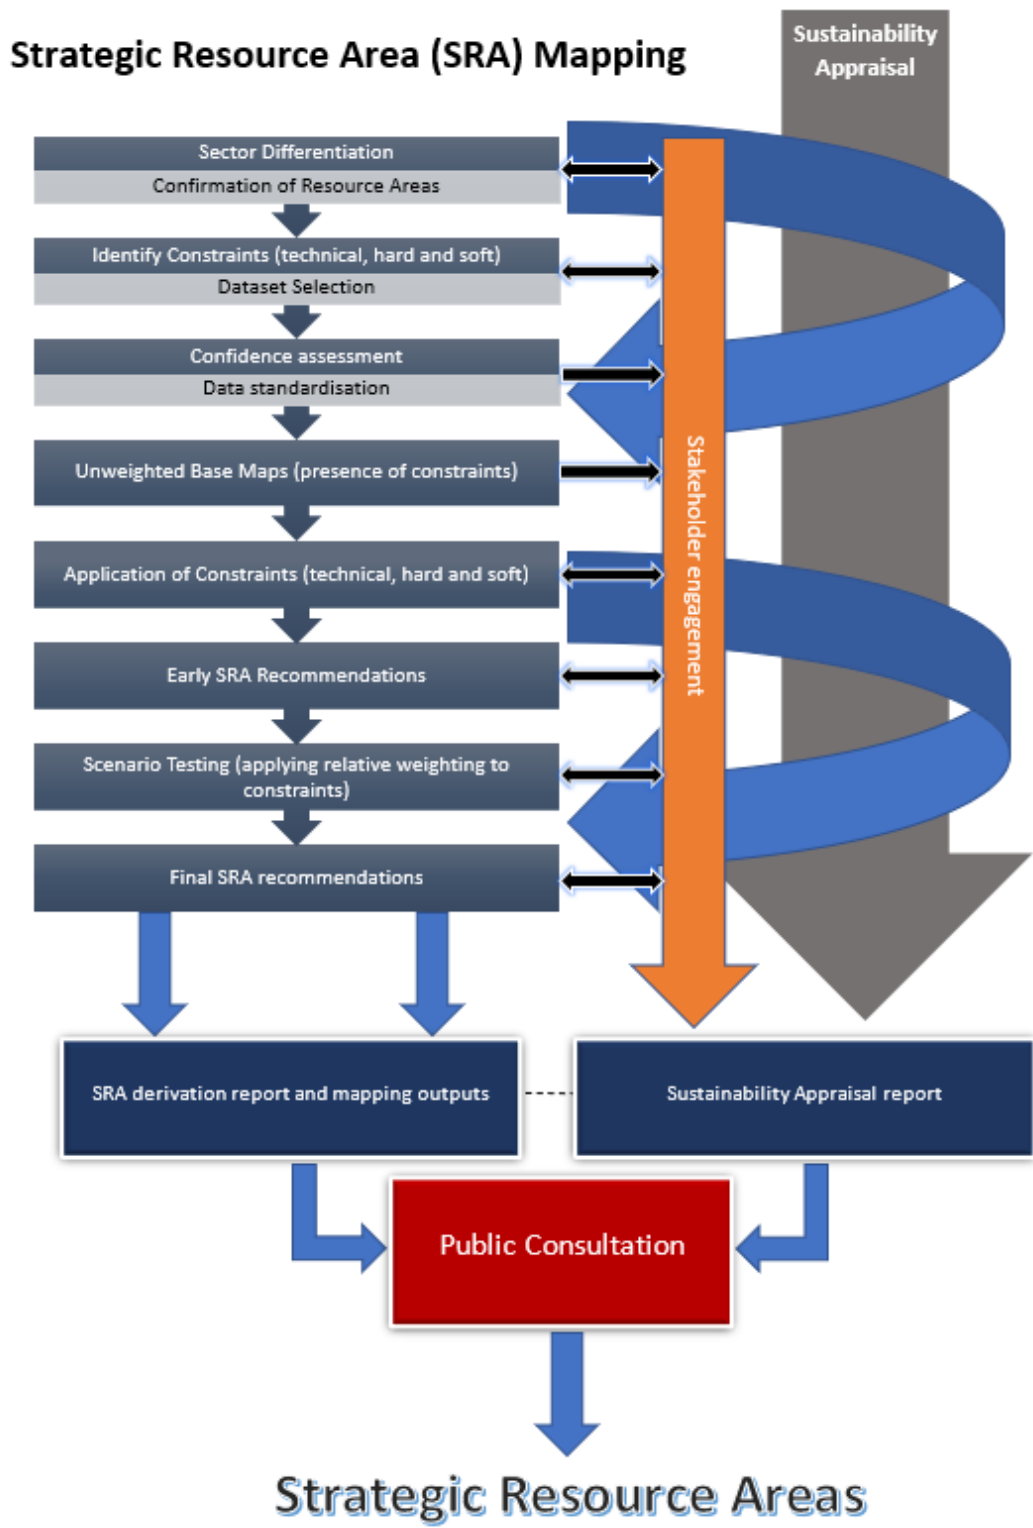 Strategic Resource Area (SRA) Mapping
Sustainability
Appraisal
Sector Differentiation
Confirmation of Resource Areas
Identify Constraints (technical, hard and soft)
Dataset Selection
Confidence assessment
Data standardisation
Unweighted Base Maps (presence of constraints)
Application of Constraints (technical, hard and soft)
Early SRA Recommendations
Scenario Testing (applying relative weighting to
constraints)
Final SRA recommendations
Stakeholder engagement
SRA derivation report and mapping outputs
Sustainability Appraisal report
Public Consultation
Strategic Resource Areas